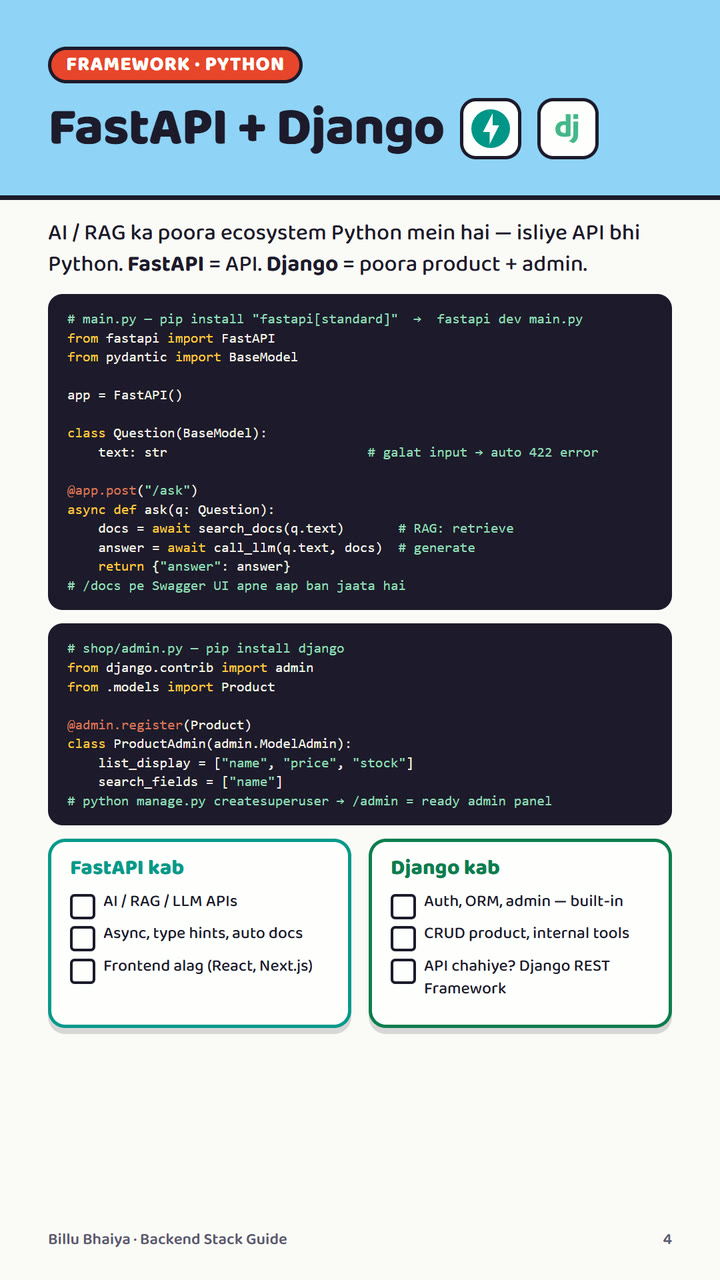 FRAMEWORK · PYTHON
FastAPI + Django
dj
AI / RAG ka poora ecosystem Python mein hai — isliye API bhi
Python. FastAPI = API. Django = poora product + admin.
# main.py — pip install "fastapi[standard]"  →  fastapi dev main.py
from fastapi import FastAPI
from pydantic import BaseModel
app = FastAPI()
class Question(BaseModel):
    text: str                          # galat input → auto 422 error
@app.post("/ask")
async def ask(q: Question):
    docs = await search_docs(q.text)       # RAG: retrieve
    answer = await call_llm(q.text, docs)  # generate
    return {"answer": answer}
# /docs pe Swagger UI apne aap ban jaata hai
# shop/admin.py — pip install django
from django.contrib import admin
from .models import Product
@admin.register(Product)
class ProductAdmin(admin.ModelAdmin):
    list_display = ["name", "price", "stock"]
    search_fields = ["name"]
# python manage.py createsuperuser → /admin = ready admin panel
FastAPI kab
AI / RAG / LLM APIs
Async, type hints, auto docs
Frontend alag (React, Next.js)
Django kab
Auth, ORM, admin — built-in
CRUD product, internal tools
API chahiye? Django REST
Framework
Billu Bhaiya · Backend Stack Guide
4